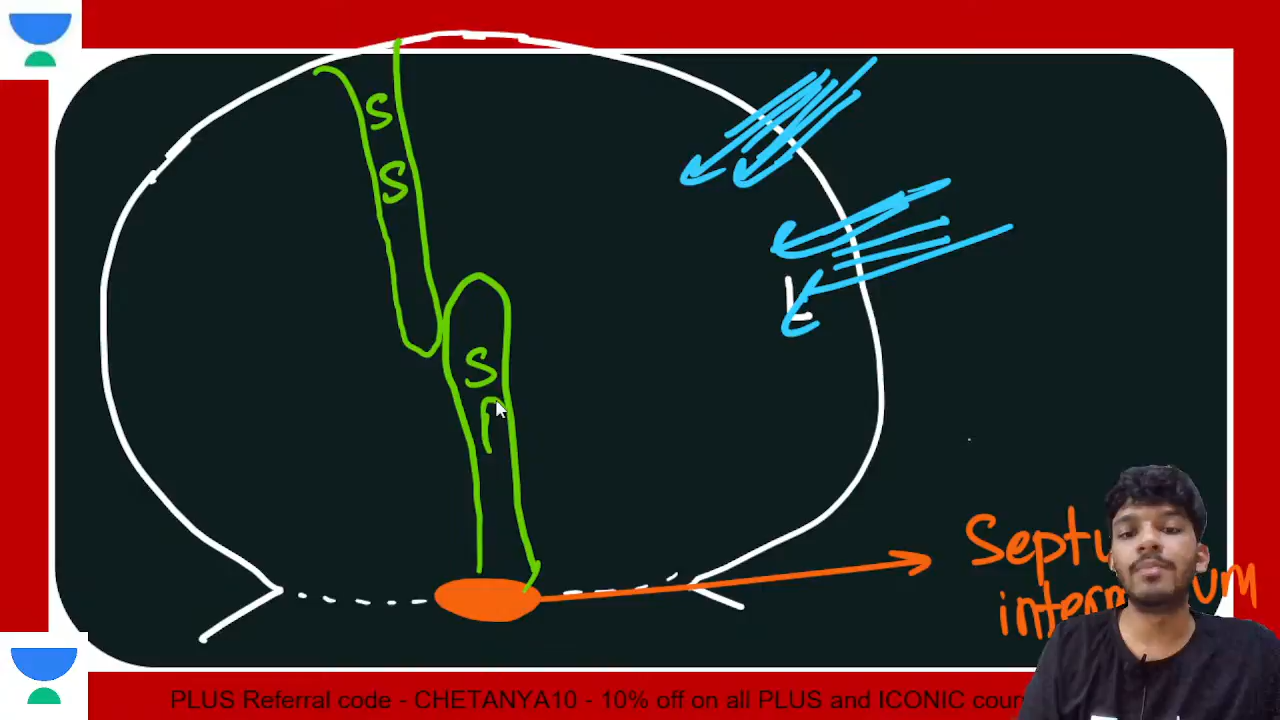 S
S
L
S
Septu
inter um
PLUS Referral code - CHETANYA10 - 10% off on all PLUS and ICONIC cour